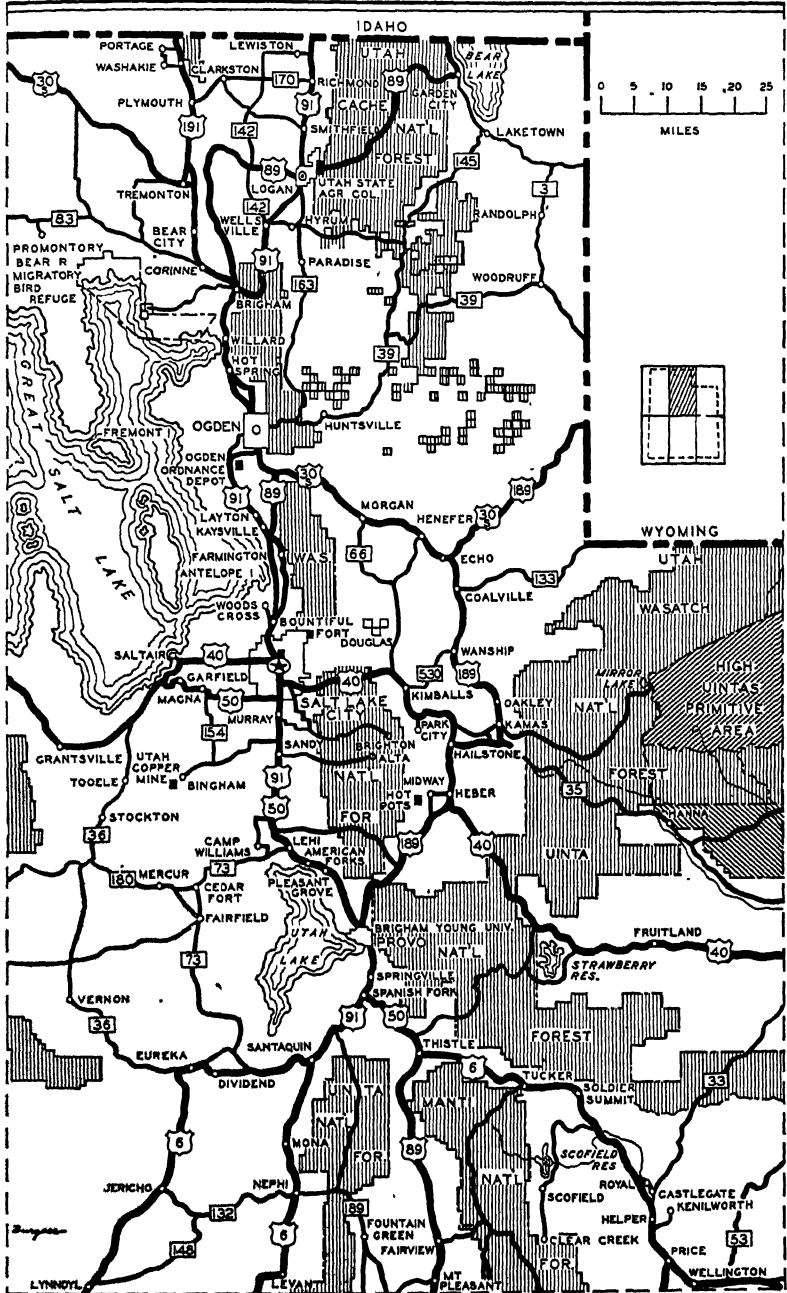 IDAHO
UTAH
PORTAGE
LEWISTON
WASHAKIE
CLARKSTON
170
RICHMOND
89
BEAR
LAKE
30
GARDEN
CITY
0 5 10 15 20 25
MILES
91
CACHE
PLYMOUTH
191
142
SMITHFIELD
NAT'L
LAKETOWN
FOREST
145
89
LOGAN
UTAH STATE
AGR COL.
TREMONTON
3
142
83
WELLS
VILLE
HYRUM
RANDOLPH
BEAR
CITY
PROMONTORY
BEAR R
MIGRATORY
BIRD
REFUGE
CORINNE
91
PARADISE
163
WOODRUFF
39
BRIGHAM
WILLARD
HOT
SPRING
39
GREAT
SALT
LAKE
OGDEN
HUNTSVILLE
FREMONT I
OGDEN
ORDNANCE
DEPOT
30
91
89
189
30
MORGAN
HENEFER
LAYTON
KAYSVILLE
WYOMING
UTAH
FARMINGTON
WAS.
66
ECHO
ANTELOPE I
133
COALVILLE
WASATCH
WOODS
CROSS
BOUNTIFUL
FORT
DOUGLAS
WANSHIP
SALTAIR
40
530
189
MIRROR
LAKE
HIGH
UINTAS
PRIMITIVE
AREA
GARFIELD
40
KIMBALLS
MAGNA
50
SALT LAKE
CITY
OAKLEY
NAT'L
MURRAY
PARK
CITY
KAMAS
154
SANDY
BRIGHTON
ALTA
HAILSTONE
GRANTSVILLE
UTAH
COPPER
MINE
BINGHAM
TOOELE
91
NAT'L
MIDWAY
HOT
POTS
HEBER
35
FOREST
HANNA
50
STOCKTON
FOR
36
CAMP
WILLIAMS
LEHI
AMERICAN
FORKS
189
40
UINTA
73
180
MERCUR
CEDAR
FORT
PLEASANT
GROVE
FAIRFIELD
UTAH
LAKE
BRIGHAM YOUNG UNIV.
PROVO
NAT'L
FRUITLAND
40
73
STRAWBERRY
RES.
SPRINGVILLE
SPANISH FORK
VERNON
36
91
50
FOREST
SANTAQUIN
THISTLE
EUREKA
6
DIVIDEND
TUCKER
SOLDIER
SUMMIT
33
UINTA
MANTI
NAT'L
6
MONA
FOR
89
SCOFIELD
RES
NAT'L
JERICHO
NEPHI
SCOFIELD
ROYAL
CASTLEGATE
KENILWORTH
132
89
FOUNTAIN
GREEN
HELPER
6
148
FAIRVIEW
CLEAR CREEK
53
PRICE
FOR
LYNNDYL
LEVANT
MT
PLEASANT
WELLINGTON